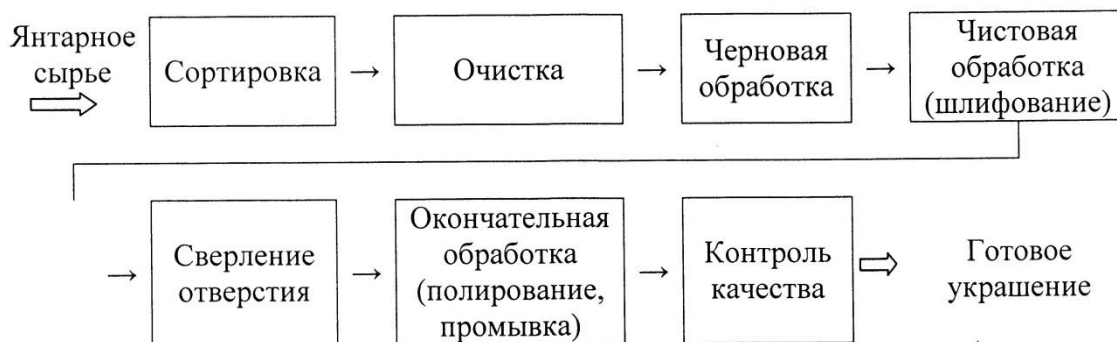 Янтарное
сырье
Сортировка
Очистка
Черновая
обработка
Чистовая
обработка
(шлифование)
Сверление
отверстия
Окончательная
обработка
(полирование,
промывка)
Контроль
качества
Готовое
украшение